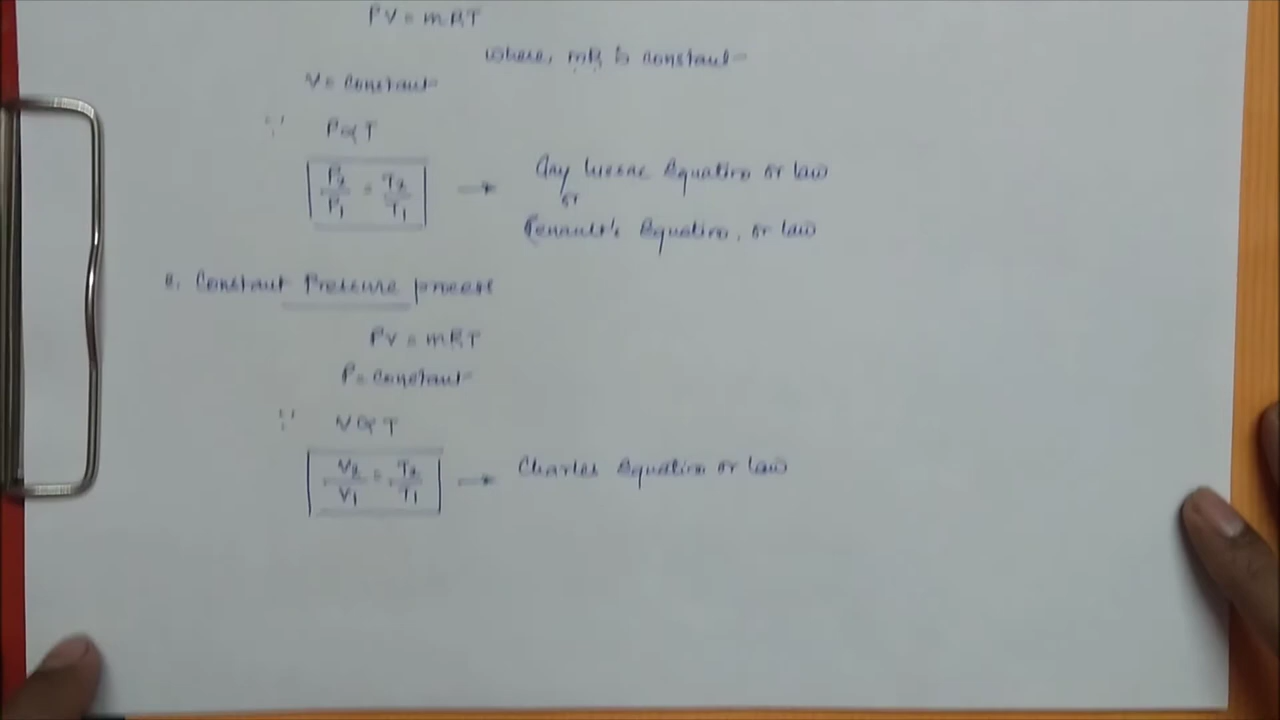 PV = mRT
where, mR is constant
V = constant
∵ P∝T
P2/P1 = T2/T1 → Gay lussac Equation or law
or
Renault's Equation, or law
2. Constant Pressure process
PV = mRT
P = constant
∵ V∝T
V2/V1 = T2/T1 → Charles Equation or law